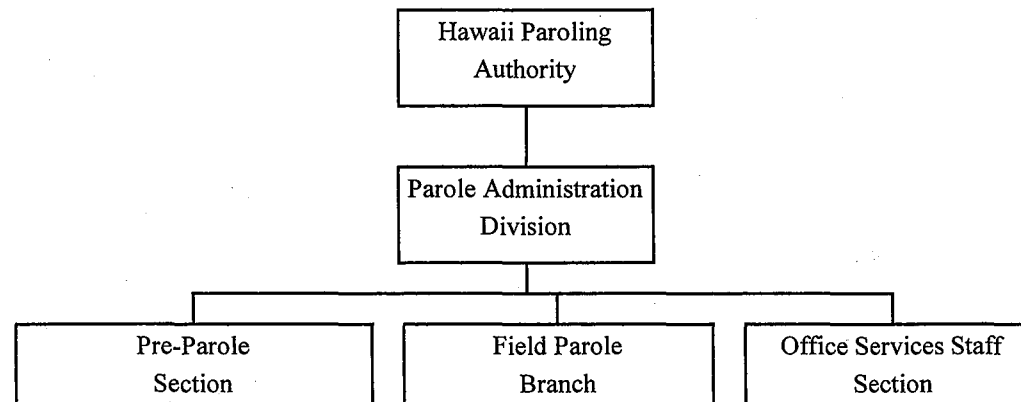 Hawaii Paroling
Authority
Parole Administration
Division
Pre-Parole
Section
Field Parole
Branch
Office Services Staff
Section